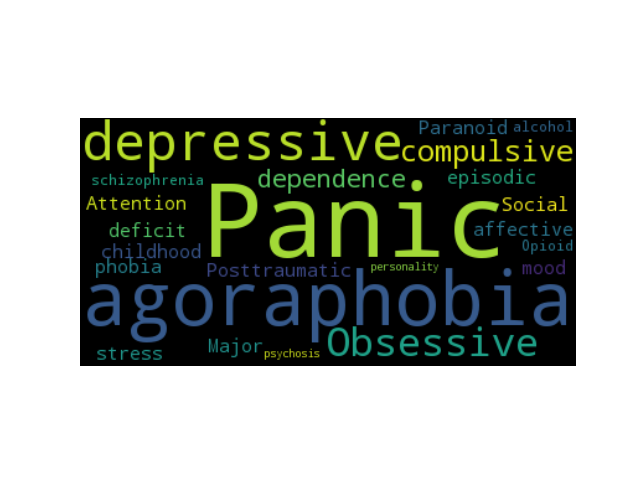 depressive Paranoid alcohol
compulsive
schizophrenia dependence episodic
Attention Panic Social
deficit affective
childhood Opioid
phobia Posttraumatic personality mood
agoraphobia
stress Major psychosis Obsessive